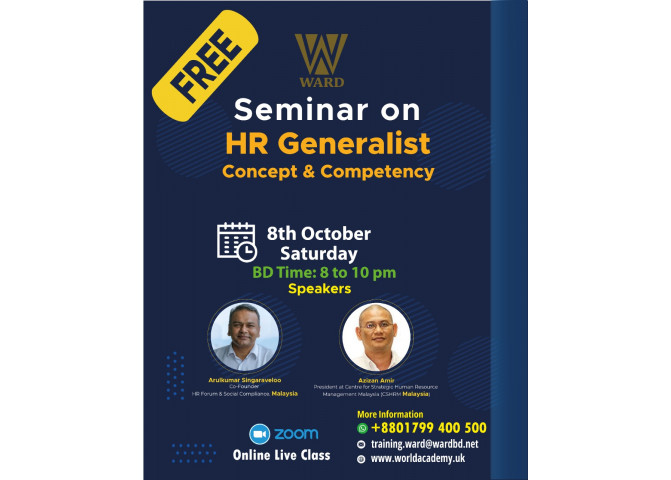 FREE
WARD
Seminar on
HR Generalist
Concept & Competency
8th October
Saturday
BD Time: 8 to 10 pm
Speakers
Arulkumar Singaraveloo
Co-Founder
HR Forum & Social Compliance, Malaysia
Azizan Amir
President at Centre for Strategic Human Resource
Management Malaysia (CSHRM Malaysia)
zoom
Online Live Class
More Information
+8801799 400 500
training.ward@wardbd.net
www.worldacademy.uk